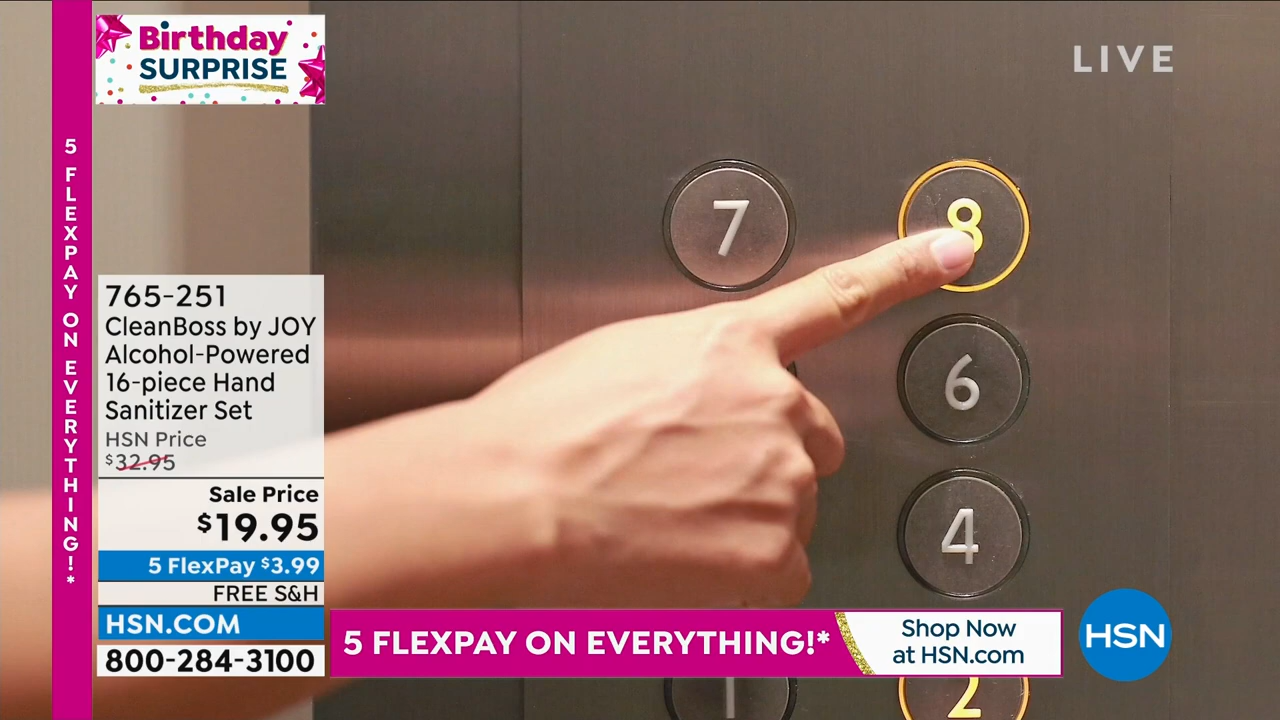 Birthday
SURPRISE
LIVE
5 FLEXPAY ON EVERYTHING!*
765-251
CleanBoss by JOY
Alcohol-Powered
16-piece Hand
Sanitizer Set
HSN Price
$32.95
Sale Price
$19.95
5 FlexPay $3.99
FREE S&H
HSN.COM
800-284-3100
7
8
6
4
1
2
5 FLEXPAY ON EVERYTHING!*
Shop Now
at HSN.com
HSN